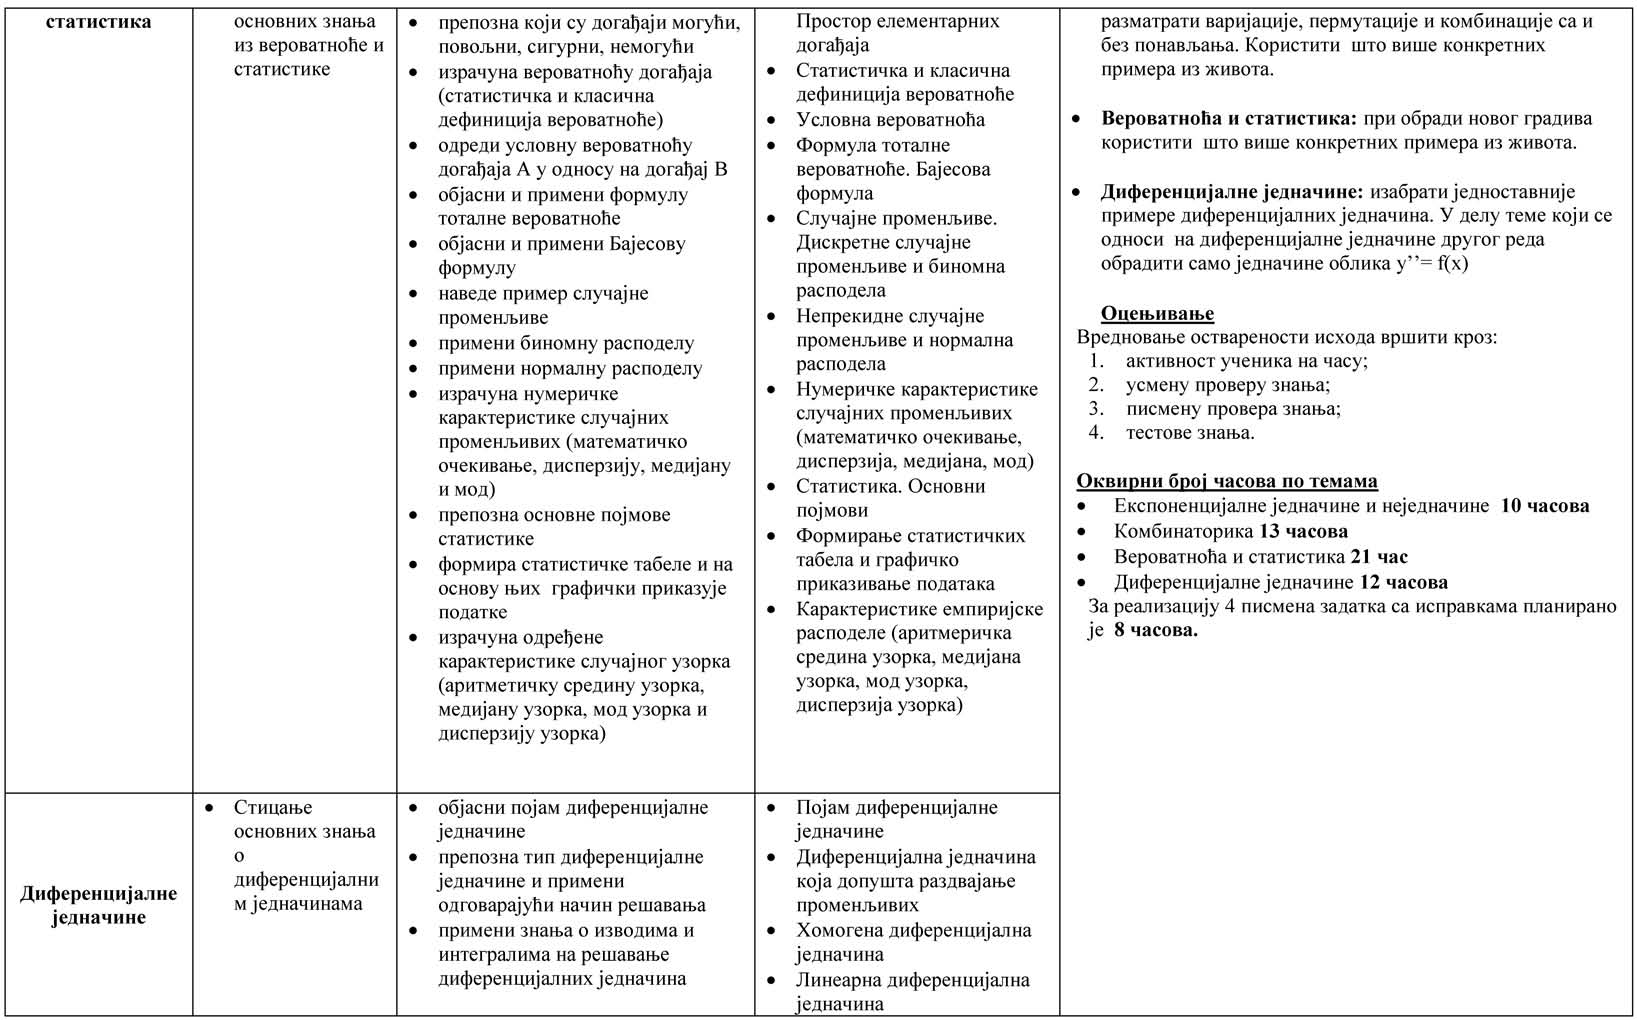 статистика
основних знања
из вероватноће и
статистике
• препозна који су догађаји могући,
повољни, сигурни, немогући
• израчуна вероватноћу догађаја
(статистичка и класична
дефиниција вероватноће)
• одреди условну вероватноћу
догађаја А у односу на догађај В
• објасни и примени формулу
тоталне вероватноће
• објасни и примени Бајесову
формулу
• наведе пример случајне
променљиве
• примени биномну расподелу
• примени нормалну расподелу
• израчуна нумеричке
карактеристике случајних
променљивих (математичко
очекивање, дисперзију, медијану
и мод)
• препозна основне појмове
статистике
• формира статистичке табеле и на
основу њих графички приказује
податке
• израчуна одређене
карактеристике случајног узорка
(аритметичку средину узорка,
медијану узорка, мод узорка и
дисперзију узорка)
Простор елементарних
догађаја
• Статистичка и класична
дефиниција вероватноће
• Условна вероватноћа
• Формула тоталне
вероватноће. Бајесова
формула
• Случајне променљиве.
Дискретне случајне
променљиве и биномна
расподела
• Непрекидне случајне
променљиве и нормална
расподела
• Нумеричке карактеристике
случајних променљивих
(математичко очекивање,
дисперзија, медијана, мод)
• Статистика. Основни
појмови
• Формирање статистичких
табела и графичко
приказивање података
• Карактеристике емпиријске
расподеле (аритмеричка
средина узорка, медијана
узорка, мод узорка,
дисперзија узорка)
разматрати варијације, пермутације и комбинације са и
без понављања. Користити што више конкретних
примера из живота.
• Вероватноћа и статистика: при обради новог градива
користити што више конкретних примера из живота.
• Диференцијалне једначине: изабрати једноставније
примере диференцијалних једначина. У делу теме који се
односи на диференцијалне једначине другог реда
обрадити само једначине облика y’’= f(x)
Оцењивање
Вредновање остварености исхода вршити кроз:
1. активност ученика на часу;
2. усмену проверу знања;
3. писмену провера знања;
4. тестове знања.
Оквирни број часова по темама
• Експоненцијалне једначине и неједначине 10 часова
• Комбинаторика 13 часова
• Вероватноћа и статистика 21 час
• Диференцијалне једначине 12 часова
За реализацију 4 писмена задатка са исправкама планирано
је 8 часова.
Диференцијалне
једначине
• Стицање
основних знања
о
диференцијални
м једначинама
• објасни појам диференцијалне
једначине
• препозна тип диференцијалне
једначине и примени
одговарајући начин решавања
• примени знања о изводима и
интегралима на решавање
диференцијалних једначина
• Појам диференцијалне
једначине
• Диференцијална једначина
која допушта раздвајање
променљивих
• Хомогена диференцијална
једначина
• Линеарна диференцијална
једначина